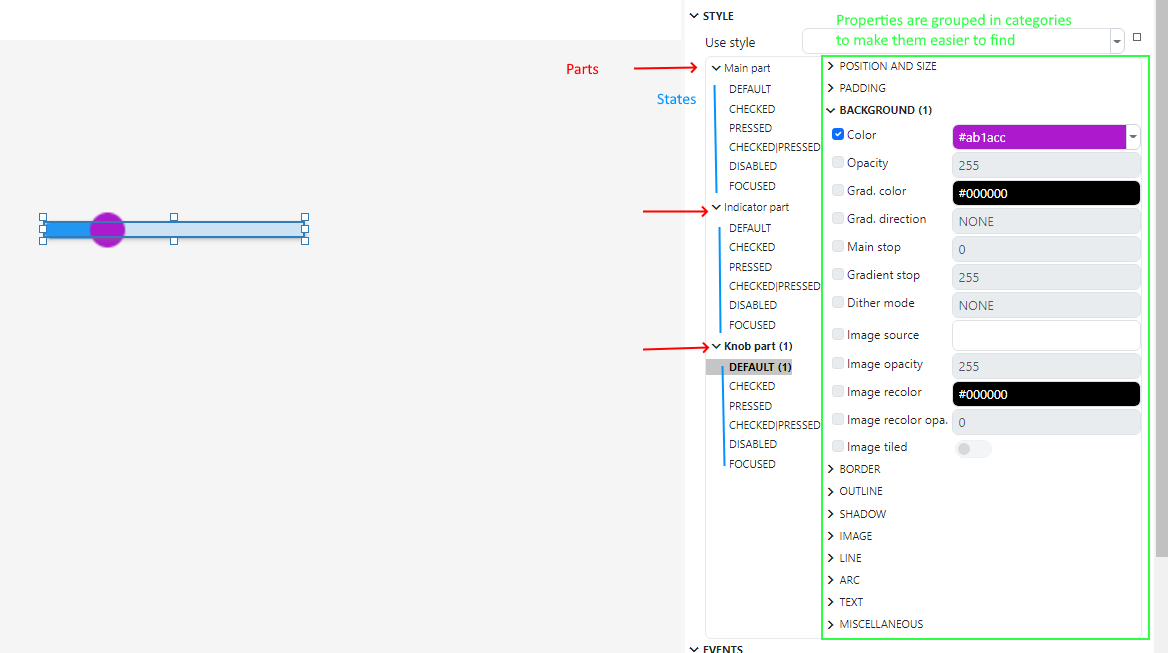 STYLE
Properties are grouped in categories
to make them easier to find
Use style
Parts
Main part
States
DEFAULT
CHECKED
PRESSED
CHECKED|PRESSED
DISABLED
FOCUSED
Indicator part
DEFAULT
CHECKED
PRESSED
CHECKED|PRESSED
DISABLED
FOCUSED
Knob part (1)
DEFAULT (1)
CHECKED
PRESSED
CHECKED|PRESSED
DISABLED
FOCUSED
POSITION AND SIZE
PADDING
BACKGROUND (1)
Color #ab1acc
Opacity 255
Grad. color #000000
Grad. direction NONE
Main stop 0
Gradient stop 255
Dither mode NONE
Image source
Image opacity 255
Image recolor #000000
Image recolor opa. 0
Image tiled
BORDER
OUTLINE
SHADOW
IMAGE
LINE
ARC
TEXT
MISCELLANEOUS
EVENTS